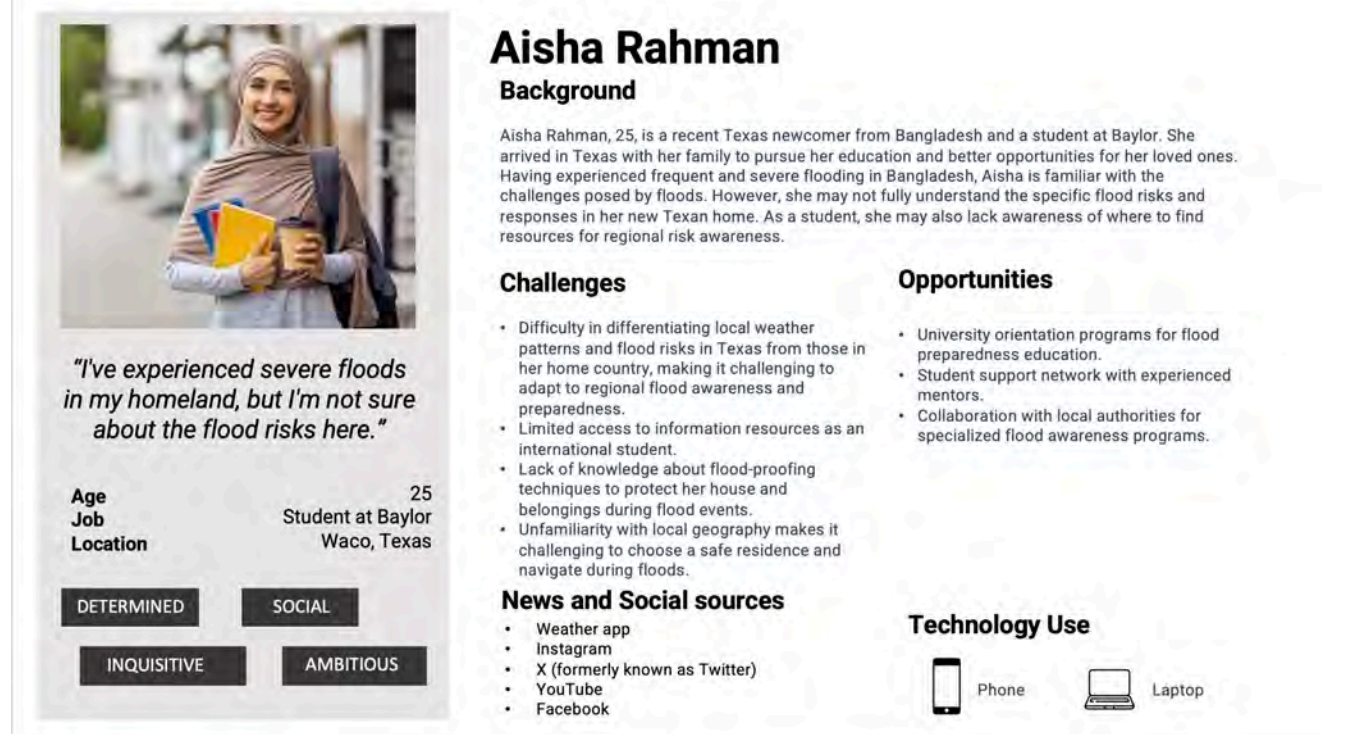 Aisha Rahman
Background
Aisha Rahman, 25, is a recent Texas newcomer from Bangladesh and a student at Baylor. She
arrived in Texas with her family to pursue her education and better opportunities for her loved ones.
Having experienced frequent and severe flooding in Bangladesh, Aisha is familiar with the
challenges posed by floods. However, she may not fully understand the specific flood risks and
responses in her new Texan home. As a student, she may also lack awareness of where to find
resources for regional risk awareness.
"I've experienced severe floods
in my homeland, but I'm not sure
about the flood risks here."
Age 25
Job Student at Baylor
Location Waco, Texas
DETERMINED
SOCIAL
INQUISITIVE
AMBITIOUS
Challenges
• Difficulty in differentiating local weather
patterns and flood risks in Texas from those in
her home country, making it challenging to
adapt to regional flood awareness and
preparedness.
• Limited access to information resources as an
international student.
• Lack of knowledge about flood-proofing
techniques to protect her house and
belongings during flood events.
• Unfamiliarity with local geography makes it
challenging to choose a safe residence and
navigate during floods.
Opportunities
• University orientation programs for flood
preparedness education.
• Student support network with experienced
mentors.
• Collaboration with local authorities for
specialized flood awareness programs.
News and Social sources
• Weather app
• Instagram
• X (formerly known as Twitter)
• YouTube
• Facebook
Technology Use
Phone
Laptop